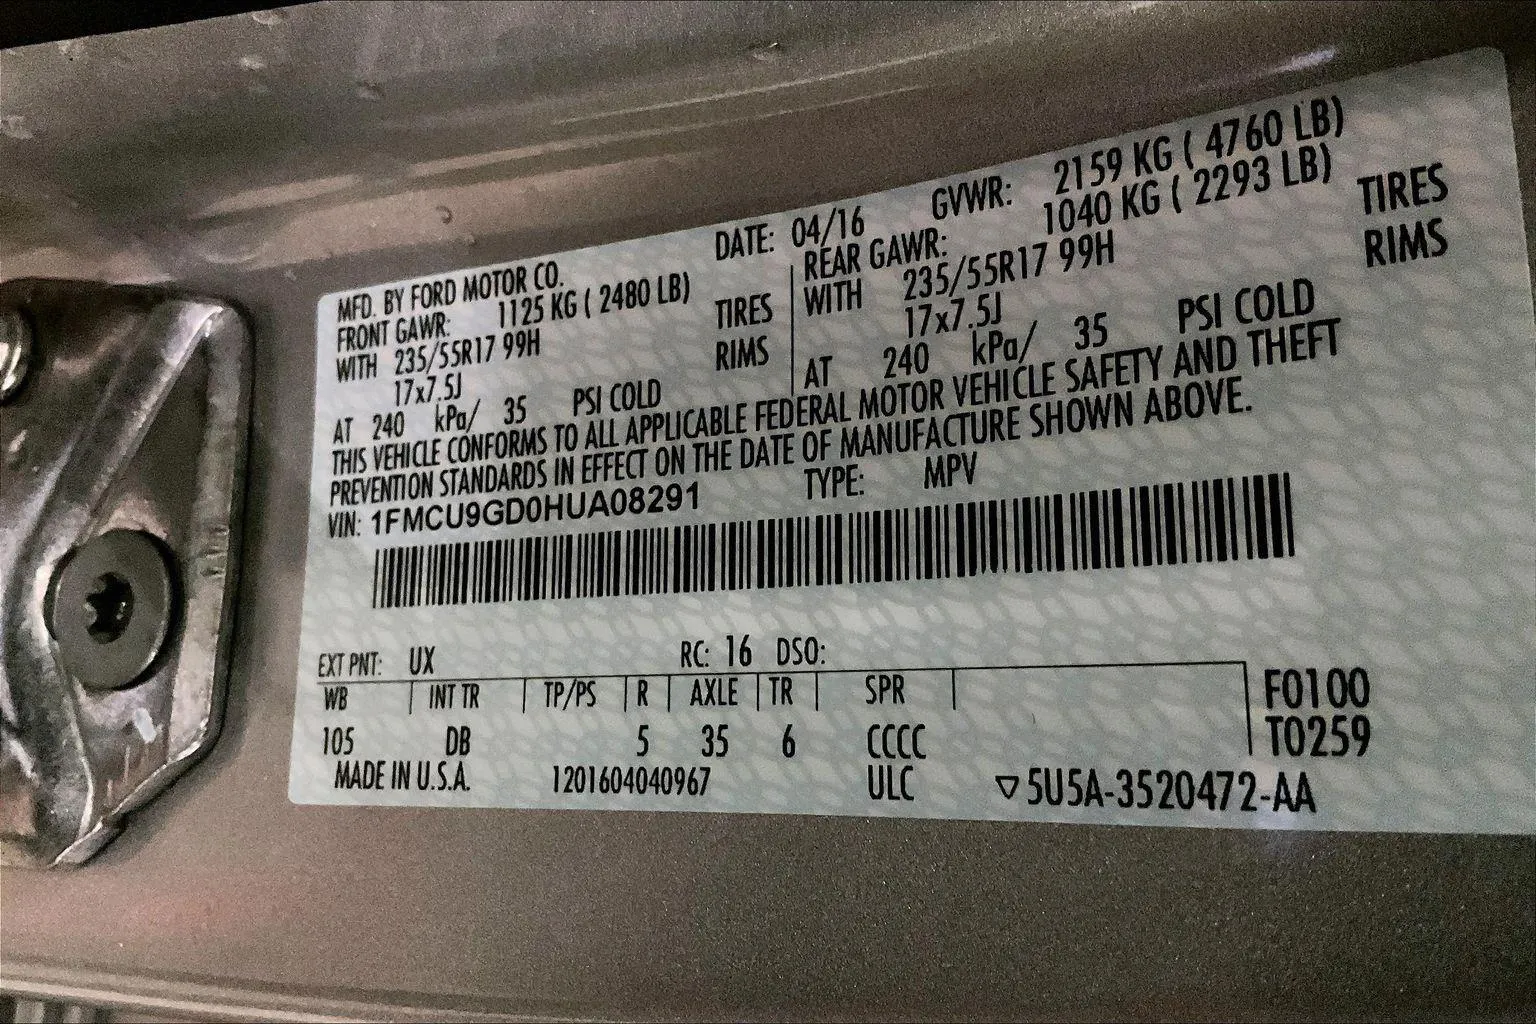 MFD. BY FORD MOTOR CO. DATE: 04/16 GVWR: 2159 KG ( 4760 LB)
FRONT GAWR: 1125 KG ( 2480 LB) REAR GAWR: 1040 KG ( 2293 LB)
WITH 235/55R17 99H TIRES WITH 235/55R17 99H TIRES
17x7.5J RIMS 17x7.5J RIMS
AT 240 kPa/ 35 PSI COLD AT 240 kPa/ 35 PSI COLD
THIS VEHICLE CONFORMS TO ALL APPLICABLE FEDERAL MOTOR VEHICLE SAFETY AND THEFT
PREVENTION STANDARDS IN EFFECT ON THE DATE OF MANUFACTURE SHOWN ABOVE.
VIN: 1FMCU9GD0HUA08291 TYPE: MPV
EXT PNT: UX RC: 16 DSO:
WB INT TR TP/PS R AXLE TR SPR F0100
105 DB 5 35 6 CCCC T0259
MADE IN U.S.A. 1201604040967 ULC ▽5U5A-3520472-AA